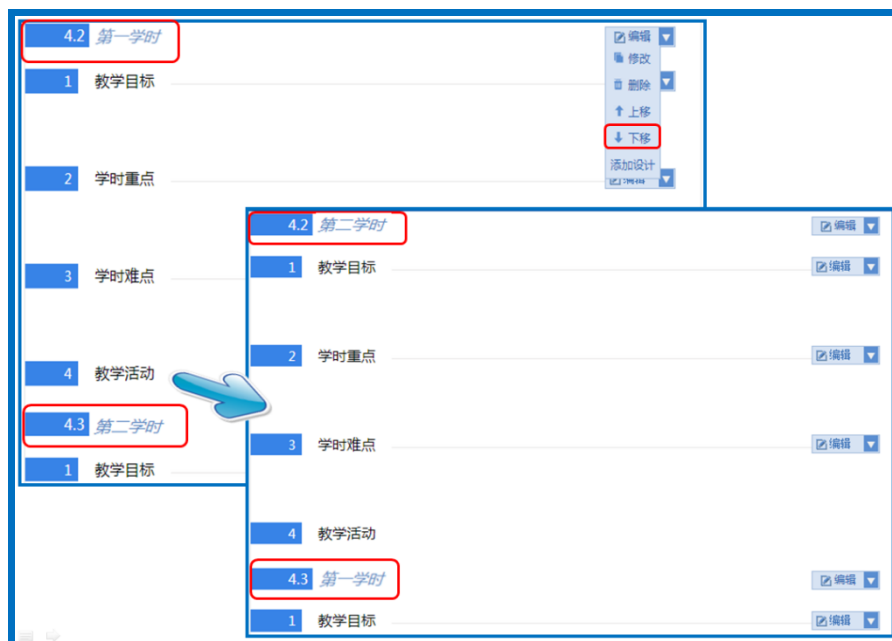 4.2 第一学时 编辑
修改
1 教学目标
删除
上移
下移
添加设计
2 学时重点 编辑
3 学时难点
4 教学活动
4.3 第二学时
1 教学目标
4.2 第二学时 编辑
1 教学目标 编辑
2 学时重点 编辑
3 学时难点 编辑
4 教学活动
4.3 第一学时 编辑
1 教学目标 编辑